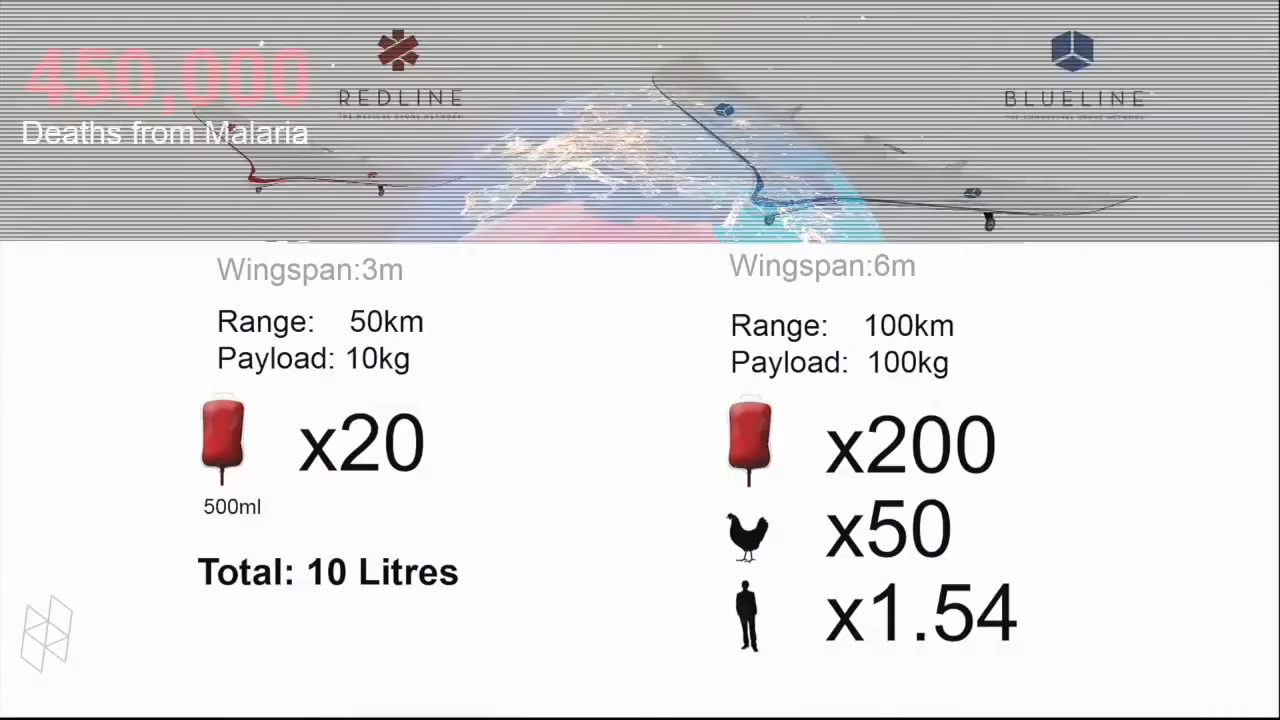 450,000
Deaths from Malaria
REDLINE
BLUELINE
Wingspan:3m
Range: 50km
Payload: 10kg
x20
500ml
Total: 10 Litres
Wingspan:6m
Range: 100km
Payload: 100kg
x200
x50
x1.54